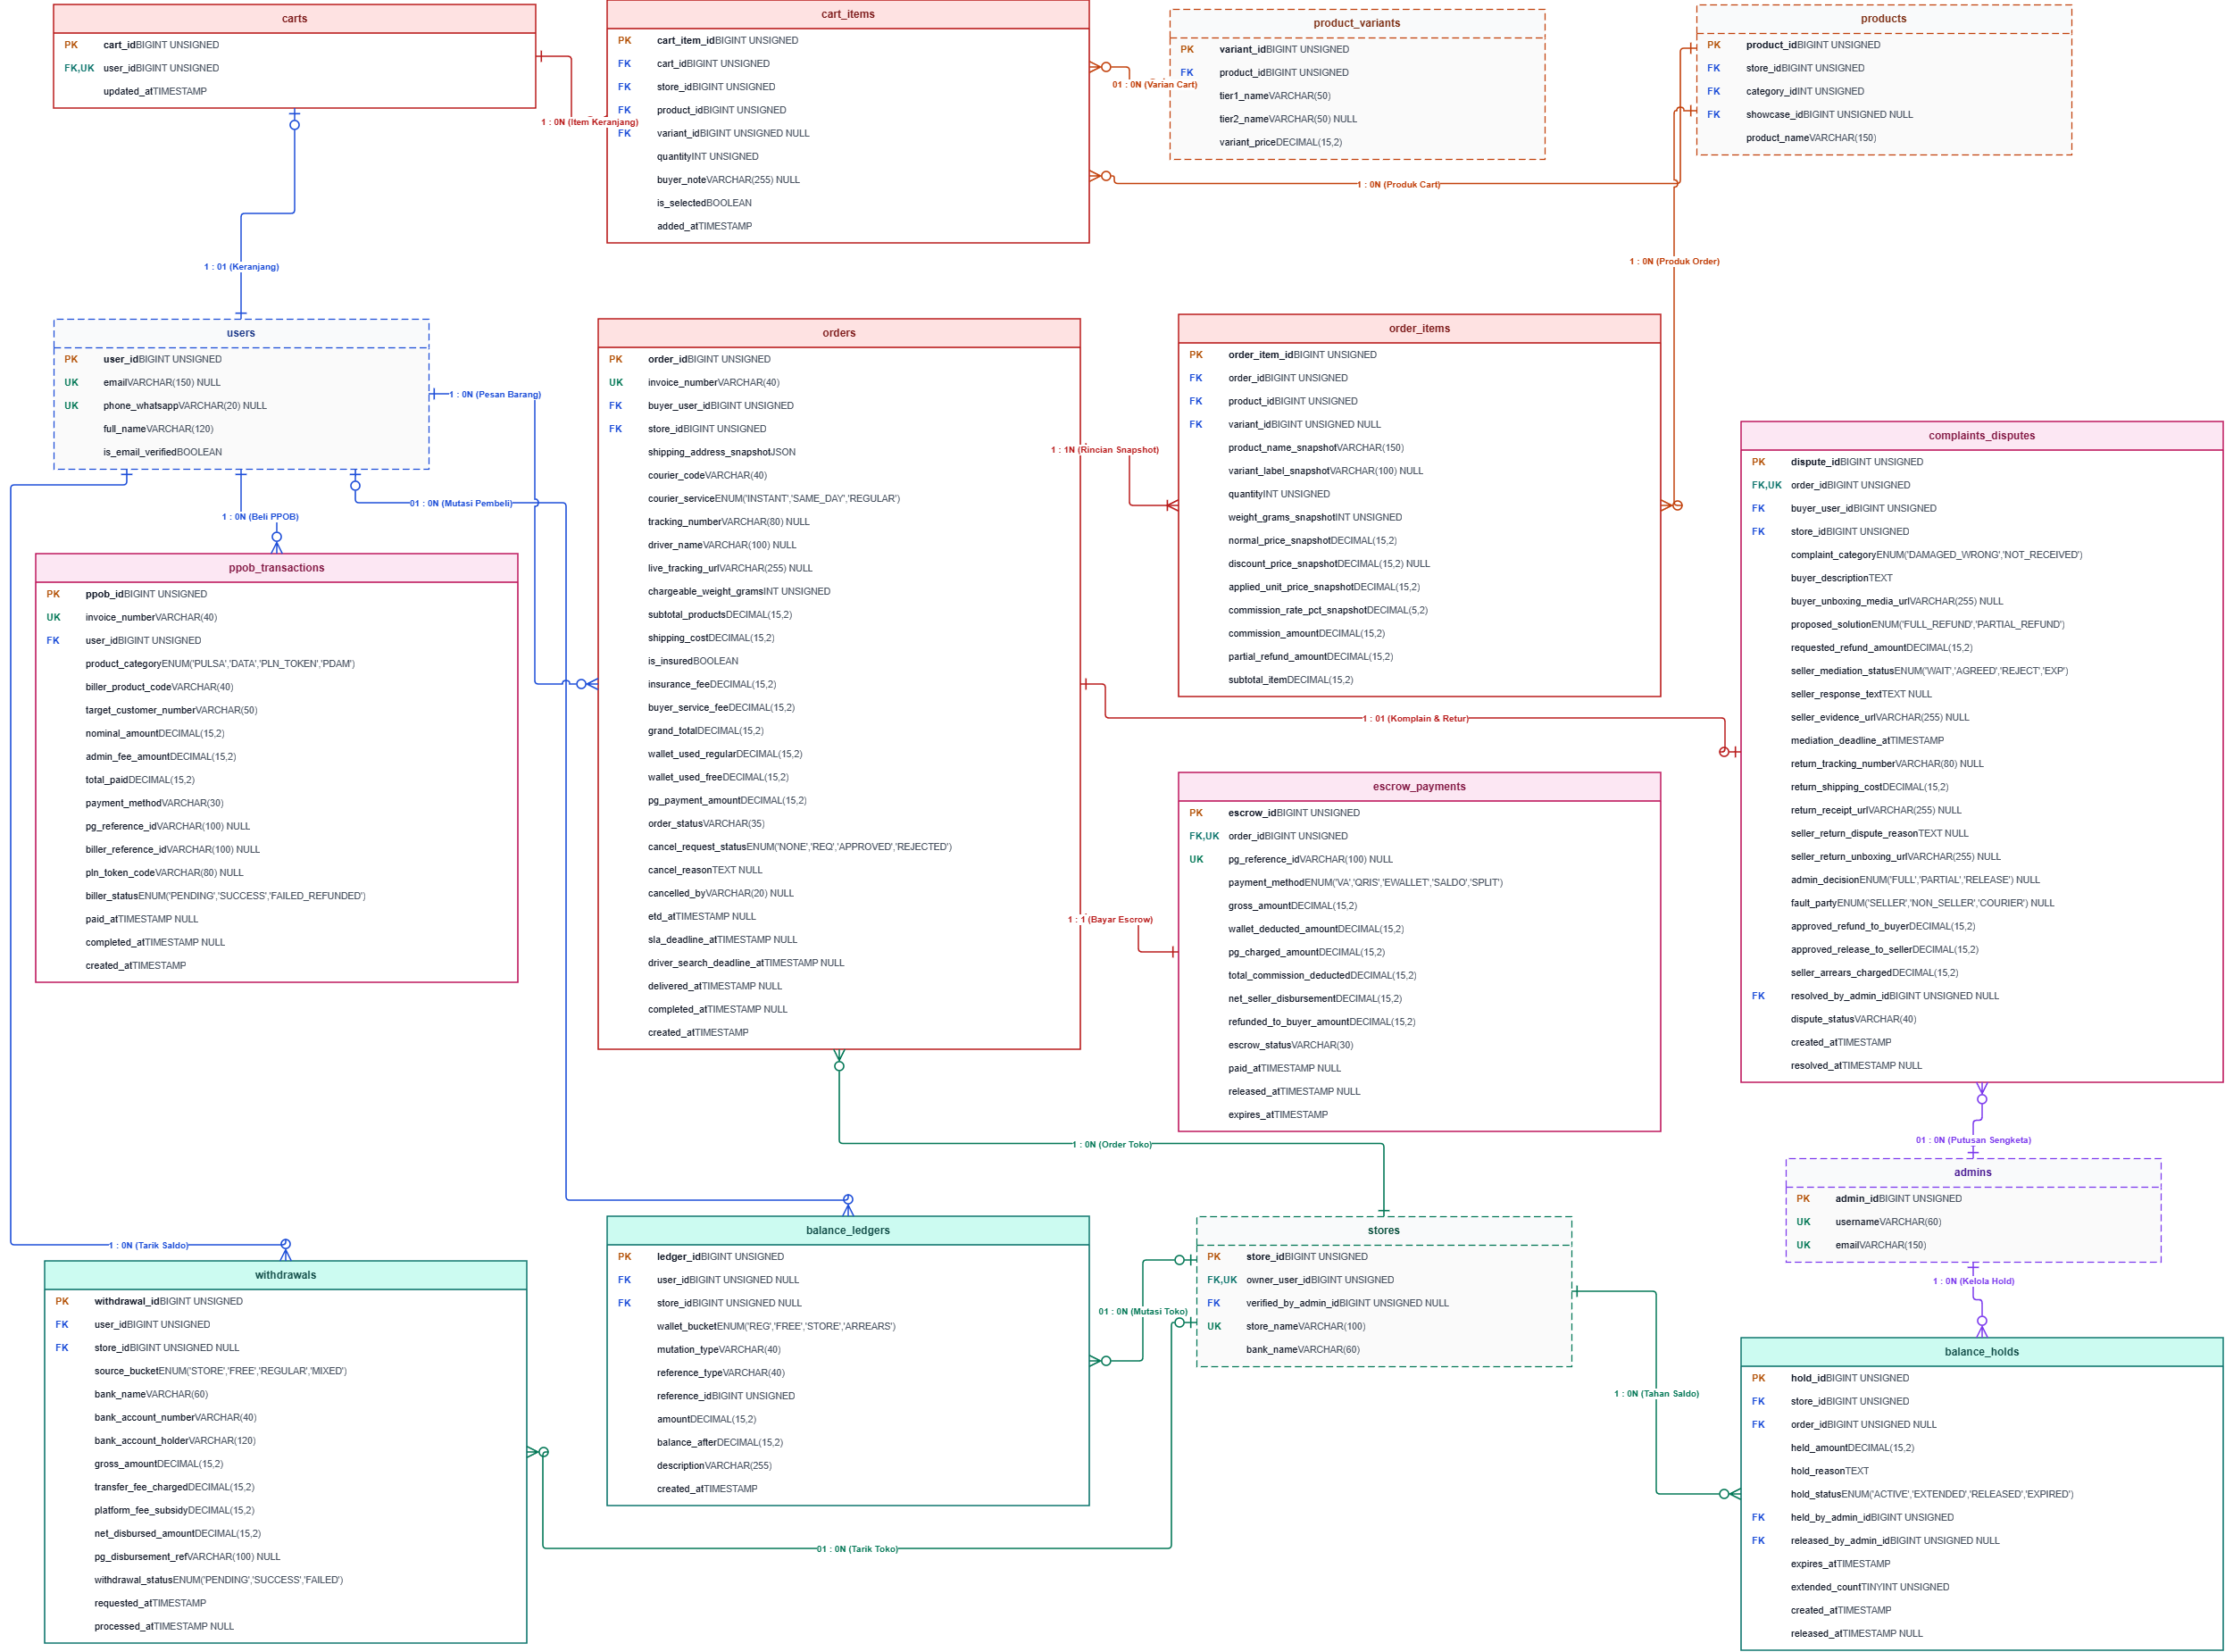 carts
PK cart_idBIGINT UNSIGNED
FK,UK user_idBIGINT UNSIGNED
updated_atTIMESTAMP
cart_items
PK cart_item_idBIGINT UNSIGNED
FK cart_idBIGINT UNSIGNED
FK store_idBIGINT UNSIGNED
FK product_idBIGINT UNSIGNED
FK variant_idBIGINT UNSIGNED NULL
quantityINT UNSIGNED
buyer_noteVARCHAR(255) NULL
is_selectedBOOLEAN
added_atTIMESTAMP
product_variants
PK variant_idBIGINT UNSIGNED
FK product_idBIGINT UNSIGNED
tier1_nameVARCHAR(50)
tier2_nameVARCHAR(50) NULL
variant_priceDECIMAL(15,2)
products
PK product_idBIGINT UNSIGNED
FK store_idBIGINT UNSIGNED
FK category_idINT UNSIGNED
FK showcase_idBIGINT UNSIGNED NULL
product_nameVARCHAR(150)
1 : 0N (Item Keranjang)
01 : 0N (Varian Cart)
1 : 0N (Produk Cart)
1 : 0N (Produk Order)
1 : 01 (Keranjang)
users
PK user_idBIGINT UNSIGNED
UK emailVARCHAR(150) NULL
UK phone_whatsappVARCHAR(20) NULL
full_nameVARCHAR(120)
is_email_verifiedBOOLEAN
1 : 0N (Pesan Barang)
01 : 0N (Mutasi Pembeli)
1 : 0N (Beli PPOB)
orders
PK order_idBIGINT UNSIGNED
UK invoice_numberVARCHAR(40)
FK buyer_user_idBIGINT UNSIGNED
FK store_idBIGINT UNSIGNED
shipping_address_snapshotJSON
courier_codeVARCHAR(40)
courier_serviceENUM('INSTANT','SAME_DAY','REGULAR')
tracking_numberVARCHAR(80) NULL
driver_nameVARCHAR(100) NULL
live_tracking_urlVARCHAR(255) NULL
chargeable_weight_gramsINT UNSIGNED
subtotal_productsDECIMAL(15,2)
shipping_costDECIMAL(15,2)
is_insuredBOOLEAN
insurance_feeDECIMAL(15,2)
buyer_service_feeDECIMAL(15,2)
grand_totalDECIMAL(15,2)
wallet_used_regularDECIMAL(15,2)
wallet_used_freeDECIMAL(15,2)
pg_payment_amountDECIMAL(15,2)
order_statusVARCHAR(35)
cancel_request_statusENUM('NONE','REQ','APPROVED','REJECTED')
cancel_reasonTEXT NULL
cancelled_byVARCHAR(20) NULL
etd_atTIMESTAMP NULL
sla_deadline_atTIMESTAMP NULL
driver_search_deadline_atTIMESTAMP NULL
delivered_atTIMESTAMP NULL
completed_atTIMESTAMP NULL
created_atTIMESTAMP
order_items
PK order_item_idBIGINT UNSIGNED
FK order_idBIGINT UNSIGNED
FK product_idBIGINT UNSIGNED
FK variant_idBIGINT UNSIGNED NULL
product_name_snapshotVARCHAR(150)
variant_label_snapshotVARCHAR(100) NULL
quantityINT UNSIGNED
weight_grams_snapshotINT UNSIGNED
normal_price_snapshotDECIMAL(15,2)
discount_price_snapshotDECIMAL(15,2) NULL
applied_unit_price_snapshotDECIMAL(15,2)
commission_rate_pct_snapshotDECIMAL(5,2)
commission_amountDECIMAL(15,2)
partial_refund_amountDECIMAL(15,2)
subtotal_itemDECIMAL(15,2)
1 : 1N (Rincian Snapshot)
1 : 01 (Komplain & Retur)
1 : 1 (Bayar Escrow)
complaints_disputes
PK dispute_idBIGINT UNSIGNED
FK,UK order_idBIGINT UNSIGNED
FK buyer_user_idBIGINT UNSIGNED
FK store_idBIGINT UNSIGNED
complaint_categoryENUM('DAMAGED_WRONG','NOT_RECEIVED')
buyer_descriptionTEXT
buyer_unboxing_media_urlVARCHAR(255) NULL
proposed_solutionENUM('FULL_REFUND','PARTIAL_REFUND')
requested_refund_amountDECIMAL(15,2)
seller_mediation_statusENUM('WAIT','AGREED','REJECT','EXP')
seller_response_textTEXT NULL
seller_evidence_urlVARCHAR(255) NULL
mediation_deadline_atTIMESTAMP
return_tracking_numberVARCHAR(80) NULL
return_shipping_costDECIMAL(15,2)
return_receipt_urlVARCHAR(255) NULL
seller_return_dispute_reasonTEXT NULL
seller_return_unboxing_urlVARCHAR(255) NULL
admin_decisionENUM('FULL','PARTIAL','RELEASE') NULL
fault_partyENUM('SELLER','NON_SELLER','COURIER') NULL
approved_refund_to_buyerDECIMAL(15,2)
approved_release_to_sellerDECIMAL(15,2)
seller_arrears_chargedDECIMAL(15,2)
FK resolved_by_admin_idBIGINT UNSIGNED NULL
dispute_statusVARCHAR(40)
created_atTIMESTAMP
resolved_atTIMESTAMP NULL
ppob_transactions
PK ppob_idBIGINT UNSIGNED
UK invoice_numberVARCHAR(40)
FK user_idBIGINT UNSIGNED
product_categoryENUM('PULSA','DATA','PLN_TOKEN','PDAM')
biller_product_codeVARCHAR(40)
target_customer_numberVARCHAR(50)
nominal_amountDECIMAL(15,2)
admin_fee_amountDECIMAL(15,2)
total_paidDECIMAL(15,2)
payment_methodVARCHAR(30)
pg_reference_idVARCHAR(100) NULL
biller_reference_idVARCHAR(100) NULL
pln_token_codeVARCHAR(80) NULL
biller_statusENUM('PENDING','SUCCESS','FAILED_REFUNDED')
paid_atTIMESTAMP NULL
completed_atTIMESTAMP NULL
created_atTIMESTAMP
escrow_payments
PK escrow_idBIGINT UNSIGNED
FK,UK order_idBIGINT UNSIGNED
UK pg_reference_idVARCHAR(100) NULL
payment_methodENUM('VA','QRIS','EWALLET','SALDO','SPLIT')
gross_amountDECIMAL(15,2)
wallet_deducted_amountDECIMAL(15,2)
pg_charged_amountDECIMAL(15,2)
total_commission_deductedDECIMAL(15,2)
net_seller_disbursementDECIMAL(15,2)
refunded_to_buyer_amountDECIMAL(15,2)
escrow_statusVARCHAR(30)
paid_atTIMESTAMP NULL
released_atTIMESTAMP NULL
expires_atTIMESTAMP
1 : 0N (Order Toko)
01 : 0N (Putusan Sengketa)
admins
PK admin_idBIGINT UNSIGNED
UK usernameVARCHAR(60)
UK emailVARCHAR(150)
1 : 0N (Kelola Hold)
1 : 0N (Tarik Saldo)
withdrawals
PK withdrawal_idBIGINT UNSIGNED
FK user_idBIGINT UNSIGNED
FK store_idBIGINT UNSIGNED NULL
source_bucketENUM('STORE','FREE','REGULAR','MIXED')
bank_nameVARCHAR(60)
bank_account_numberVARCHAR(40)
bank_account_holderVARCHAR(120)
gross_amountDECIMAL(15,2)
transfer_fee_chargedDECIMAL(15,2)
platform_fee_subsidyDECIMAL(15,2)
net_disbursed_amountDECIMAL(15,2)
pg_disbursement_refVARCHAR(100) NULL
withdrawal_statusENUM('PENDING','SUCCESS','FAILED')
requested_atTIMESTAMP
processed_atTIMESTAMP NULL
balance_ledgers
PK ledger_idBIGINT UNSIGNED
FK user_idBIGINT UNSIGNED NULL
FK store_idBIGINT UNSIGNED NULL
wallet_bucketENUM('REG','FREE','STORE','ARREARS')
mutation_typeVARCHAR(40)
reference_typeVARCHAR(40)
reference_idBIGINT UNSIGNED
amountDECIMAL(15,2)
balance_afterDECIMAL(15,2)
descriptionVARCHAR(255)
created_atTIMESTAMP
01 : 0N (Mutasi Toko)
01 : 0N (Tarik Toko)
stores
PK store_idBIGINT UNSIGNED
FK,UK owner_user_idBIGINT UNSIGNED
FK verified_by_admin_idBIGINT UNSIGNED NULL
UK store_nameVARCHAR(100)
bank_nameVARCHAR(60)
1 : 0N (Tahan Saldo)
balance_holds
PK hold_idBIGINT UNSIGNED
FK store_idBIGINT UNSIGNED
FK order_idBIGINT UNSIGNED NULL
held_amountDECIMAL(15,2)
hold_reasonTEXT
hold_statusENUM('ACTIVE','EXTENDED','RELEASED','EXPIRED')
FK held_by_admin_idBIGINT UNSIGNED
FK released_by_admin_idBIGINT UNSIGNED NULL
expires_atTIMESTAMP
extended_countTINYINT UNSIGNED
created_atTIMESTAMP
released_atTIMESTAMP NULL